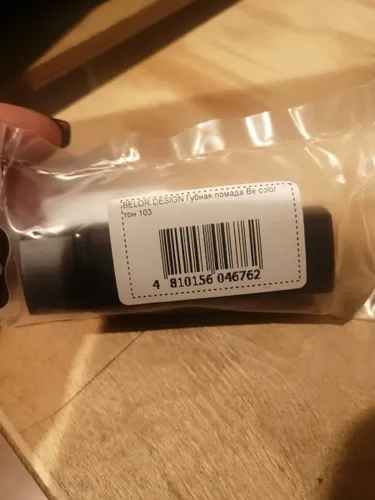 BELOR DESIGN Губная помада Be color
тон 103
4 810156 046762